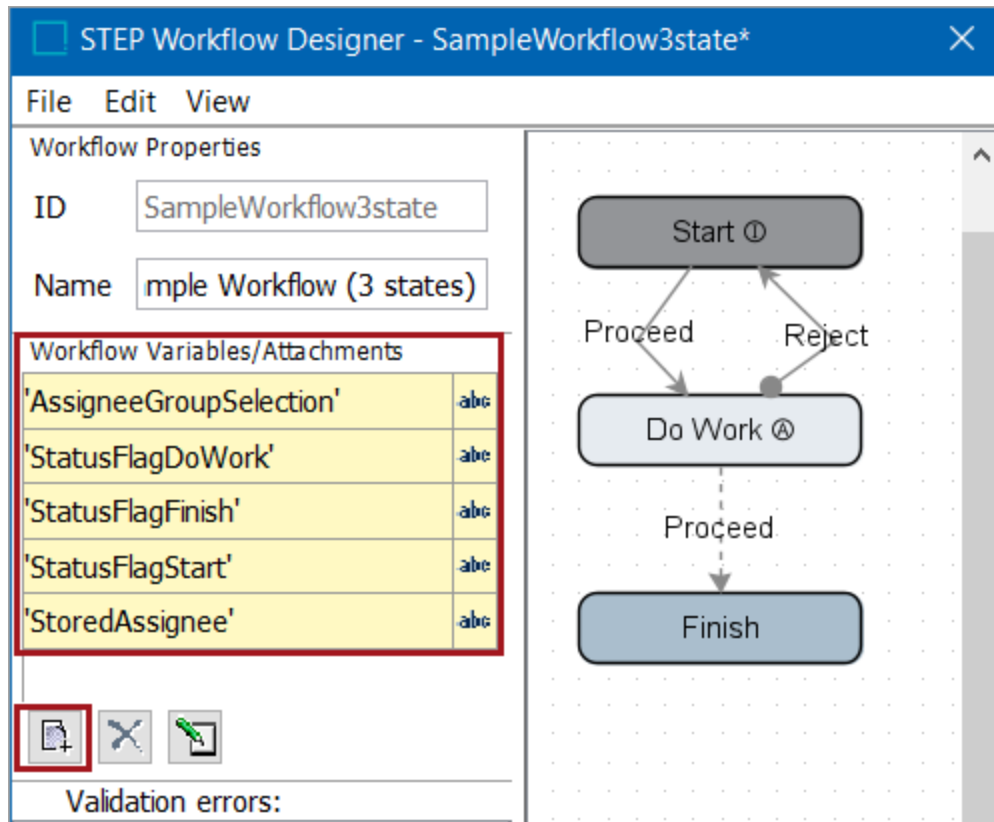 STEP Workflow Designer - SampleWorkflow3state*
File Edit View
Workflow Properties
ID SampleWorkflow3state
Name mple Workflow (3 states)
Workflow Variables/Attachments
'AssigneeGroupSelection' abc
'StatusFlagDoWork' abc
'StatusFlagFinish' abc
'StatusFlagStart' abc
'StoredAssignee' abc
Validation errors:
Start Ⓘ
Proceed Reject
Do Work Ⓐ
Proceed
Finish